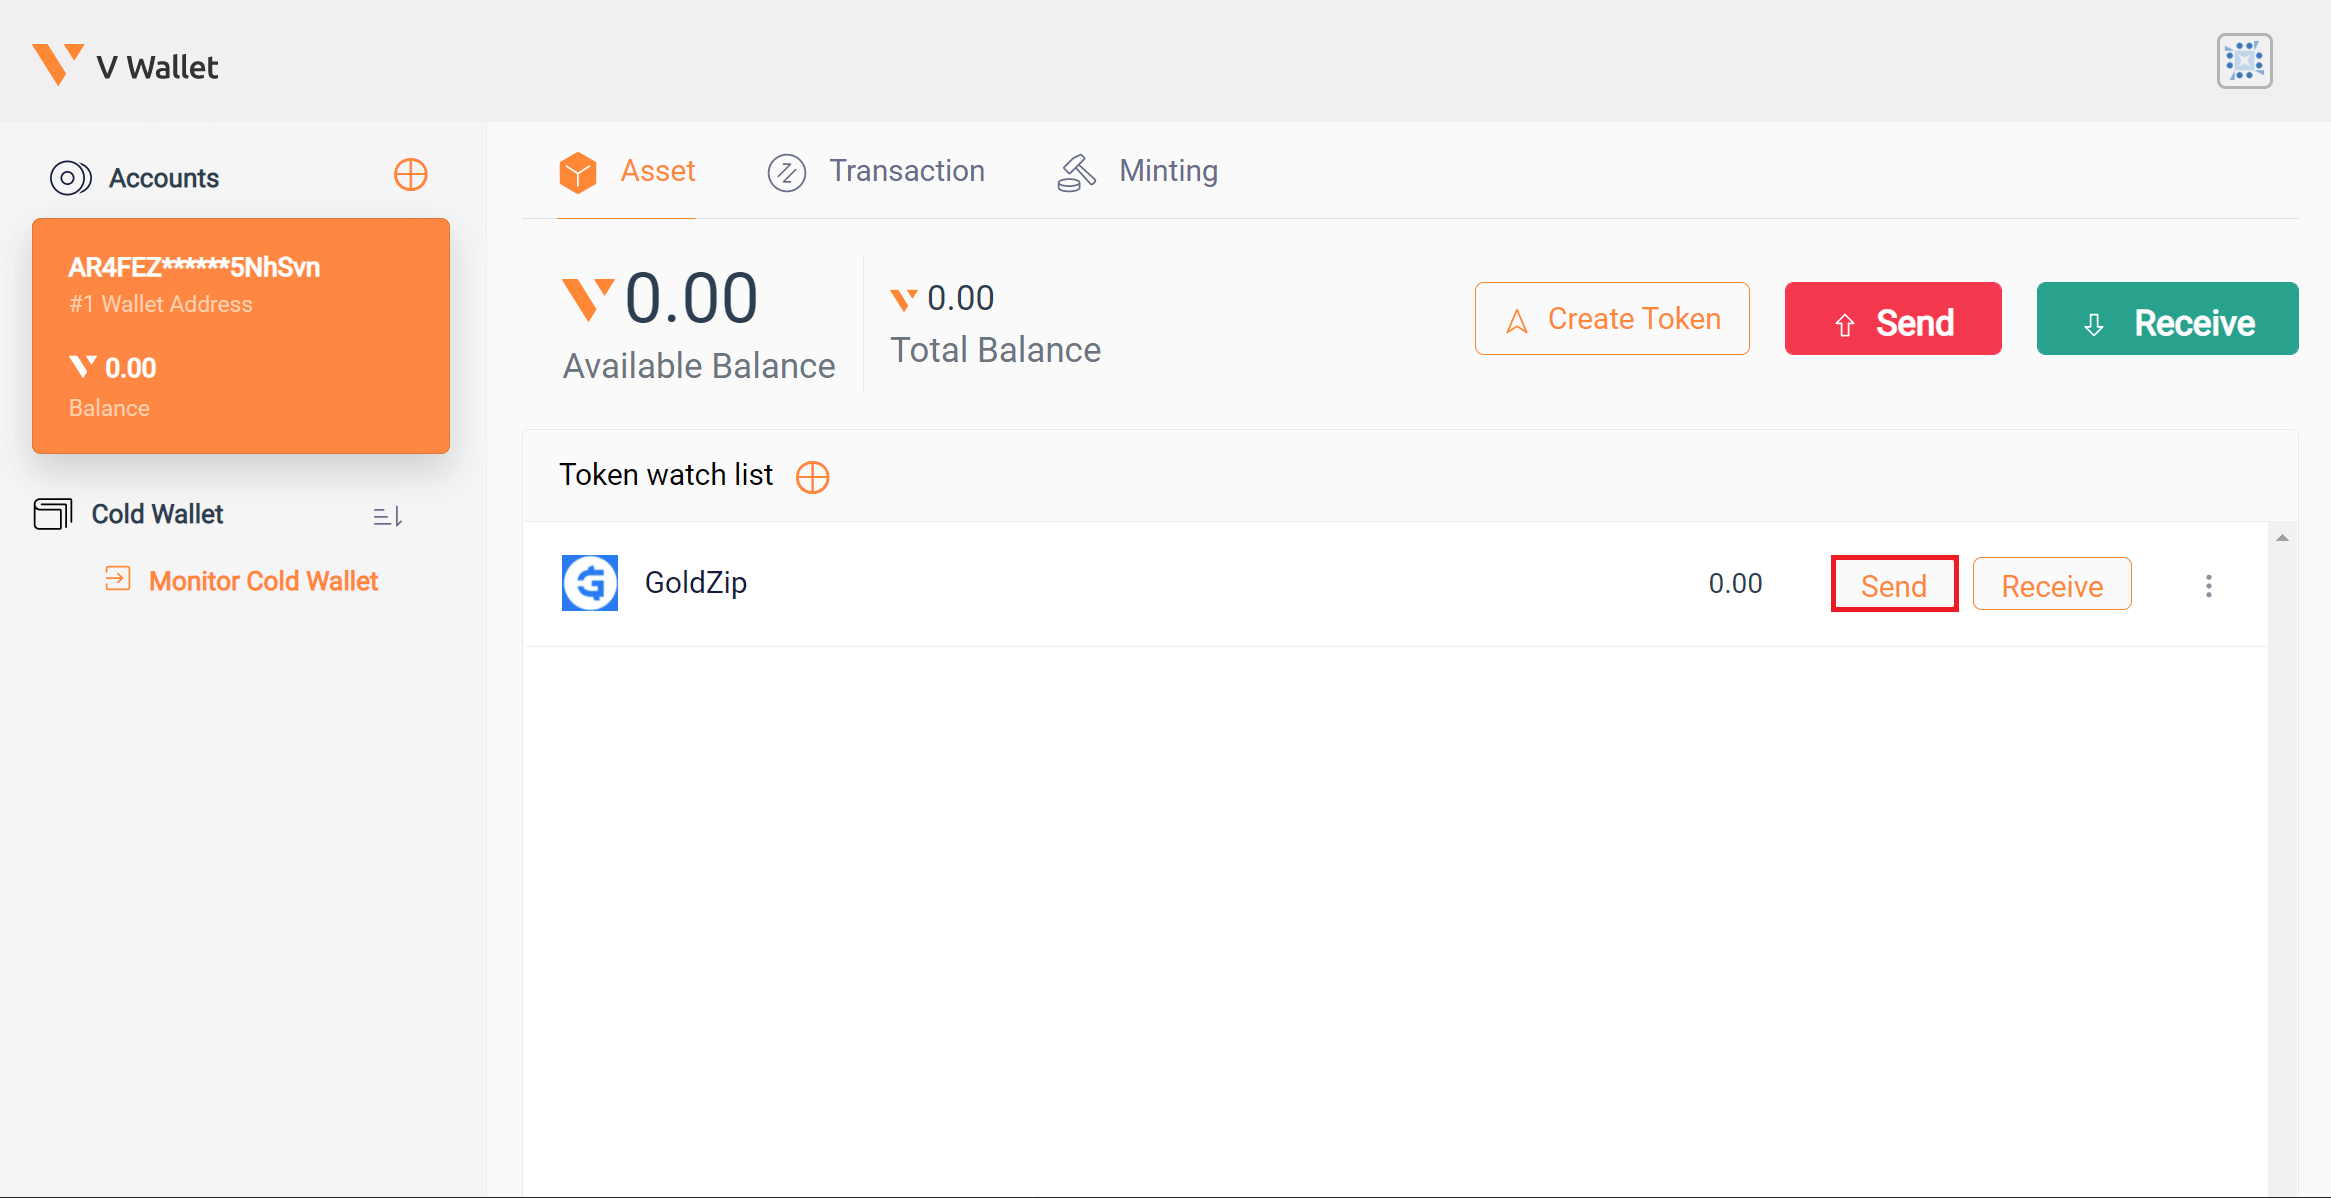 V Wallet
Accounts
AR4FEZ******5NhSvn
#1 Wallet Address
0.00
Balance
Cold Wallet
Monitor Cold Wallet
Asset
Transaction
Minting
0.00
Available Balance
0.00
Total Balance
Create Token
Send
Receive
Token watch list
GoldZip
0.00
Send
Receive